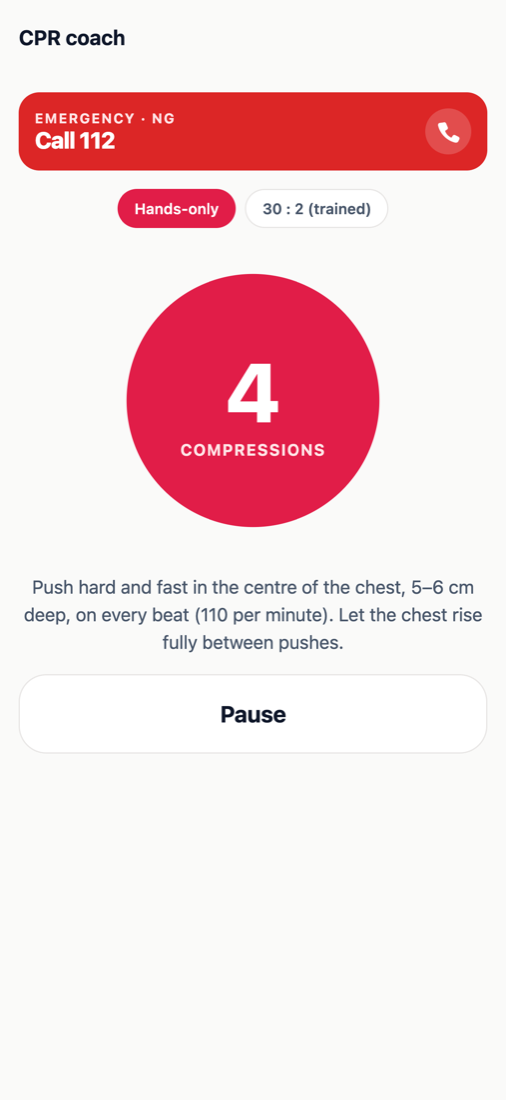 CPR coach
EMERGENCY · NG
Call 112
Hands-only
30 : 2 (trained)
4
COMPRESSIONS
Push hard and fast in the centre of the chest, 5–6 cm
deep, on every beat (110 per minute). Let the chest rise
fully between pushes.
Pause